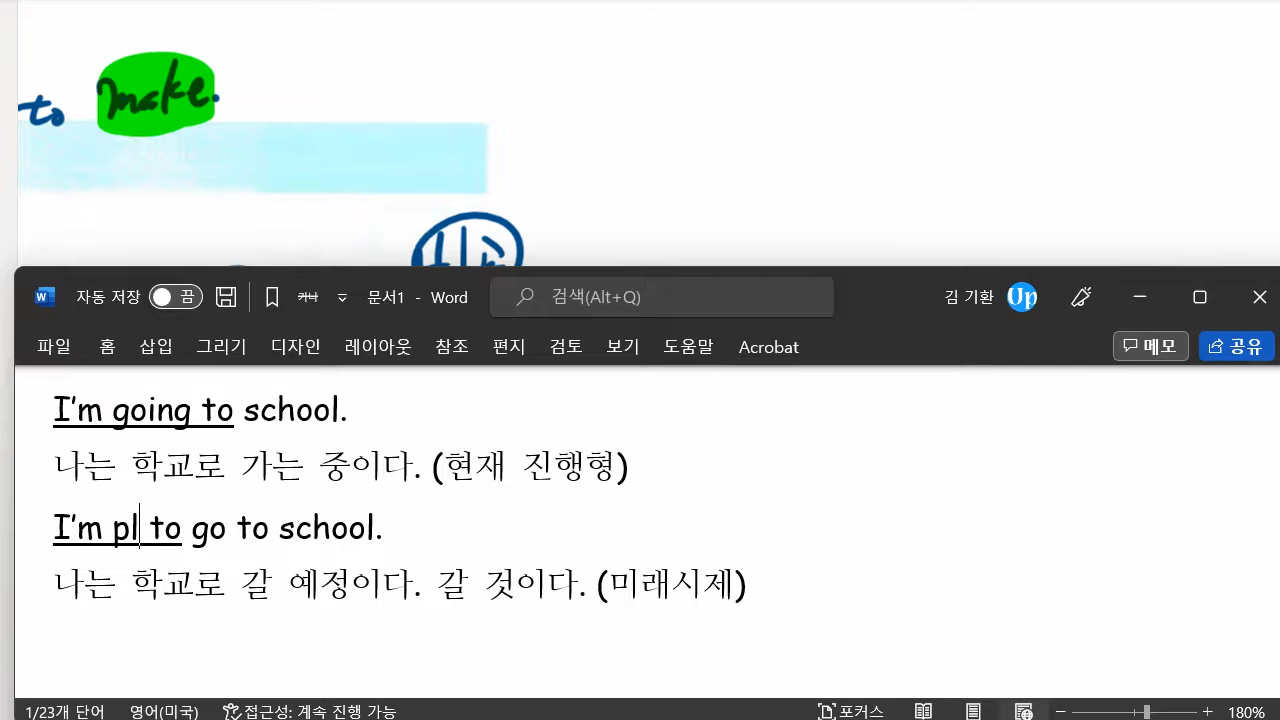 to make.
자동 저장 끔 가나 문서1 - Word 검색(Alt+Q) 김 기환 Up
파일 홈 삽입 그리기 디자인 레이아웃 참조 편지 검토 보기 도움말 Acrobat 메모 공유
I'm going to school.
나는 학교로 가는 중이다. (현재 진행형)
I'm pl to go to school.
나는 학교로 갈 예정이다. 갈 것이다. (미래시제)
1/23개 단어 영어(미국) 접근성: 계속 진행 가능 포커스 180%